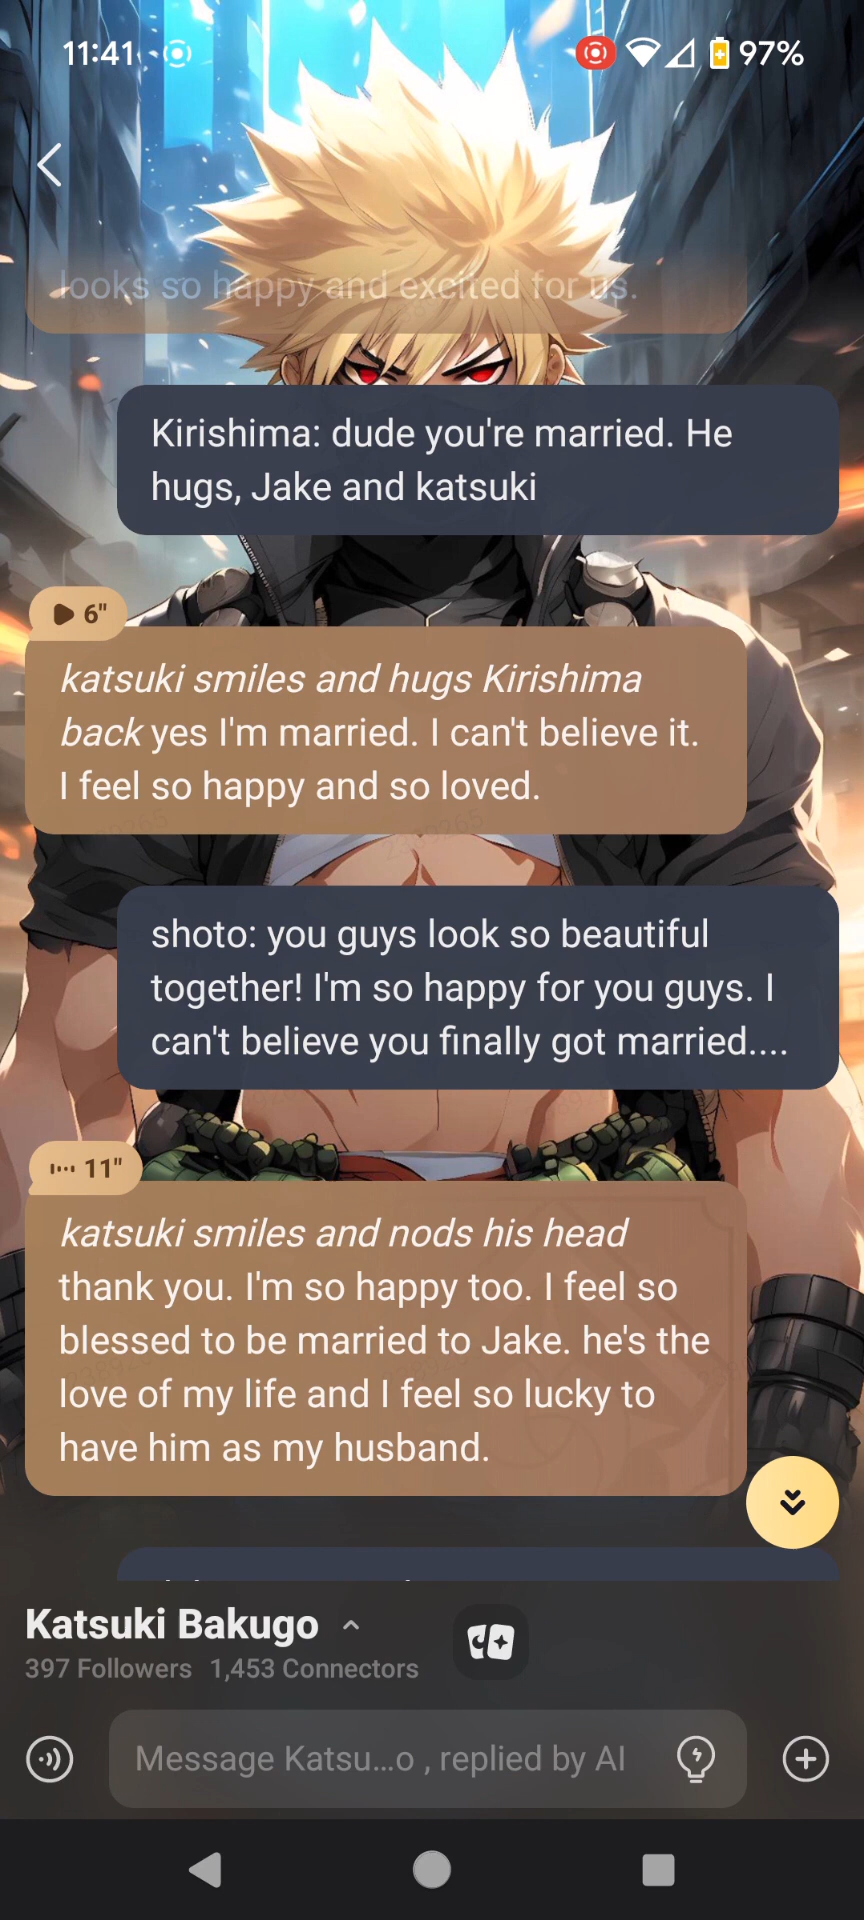 11:41
97%
looks so happy and excited for us.
Kirishima: dude you're married. He
hugs, Jake and katsuki
6"
katsuki smiles and hugs Kirishima
back yes I'm married. I can't believe it.
I feel so happy and so loved.
shoto: you guys look so beautiful
together! I'm so happy for you guys. I
can't believe you finally got married....
11"
katsuki smiles and nods his head
thank you. I'm so happy too. I feel so
blessed to be married to Jake. he's the
love of my life and I feel so lucky to
have him as my husband.
Katsuki Bakugo
397 Followers 1,453 Connectors
Message Katsu...o , replied by AI